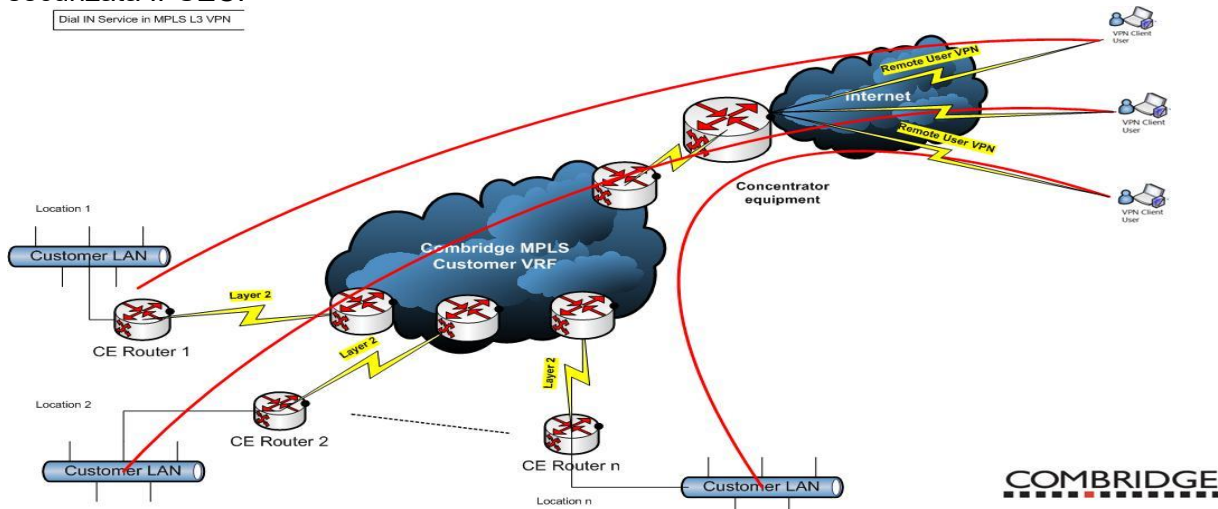 Dial IN Service in MPLS L3 VPN
VPN Client
User
Remote User VPN
Internet
VPN Client
User
Remote User VPN
VPN Client
User
Concentrator
equipment
Location 1
Customer LAN
Combridge MPLS
Customer VRF
Layer 2
CE Router 1
Layer 2
Layer 2
Location 2
CE Router 2
CE Router n
Customer LAN
Customer LAN
Location n
COMBRIDGE